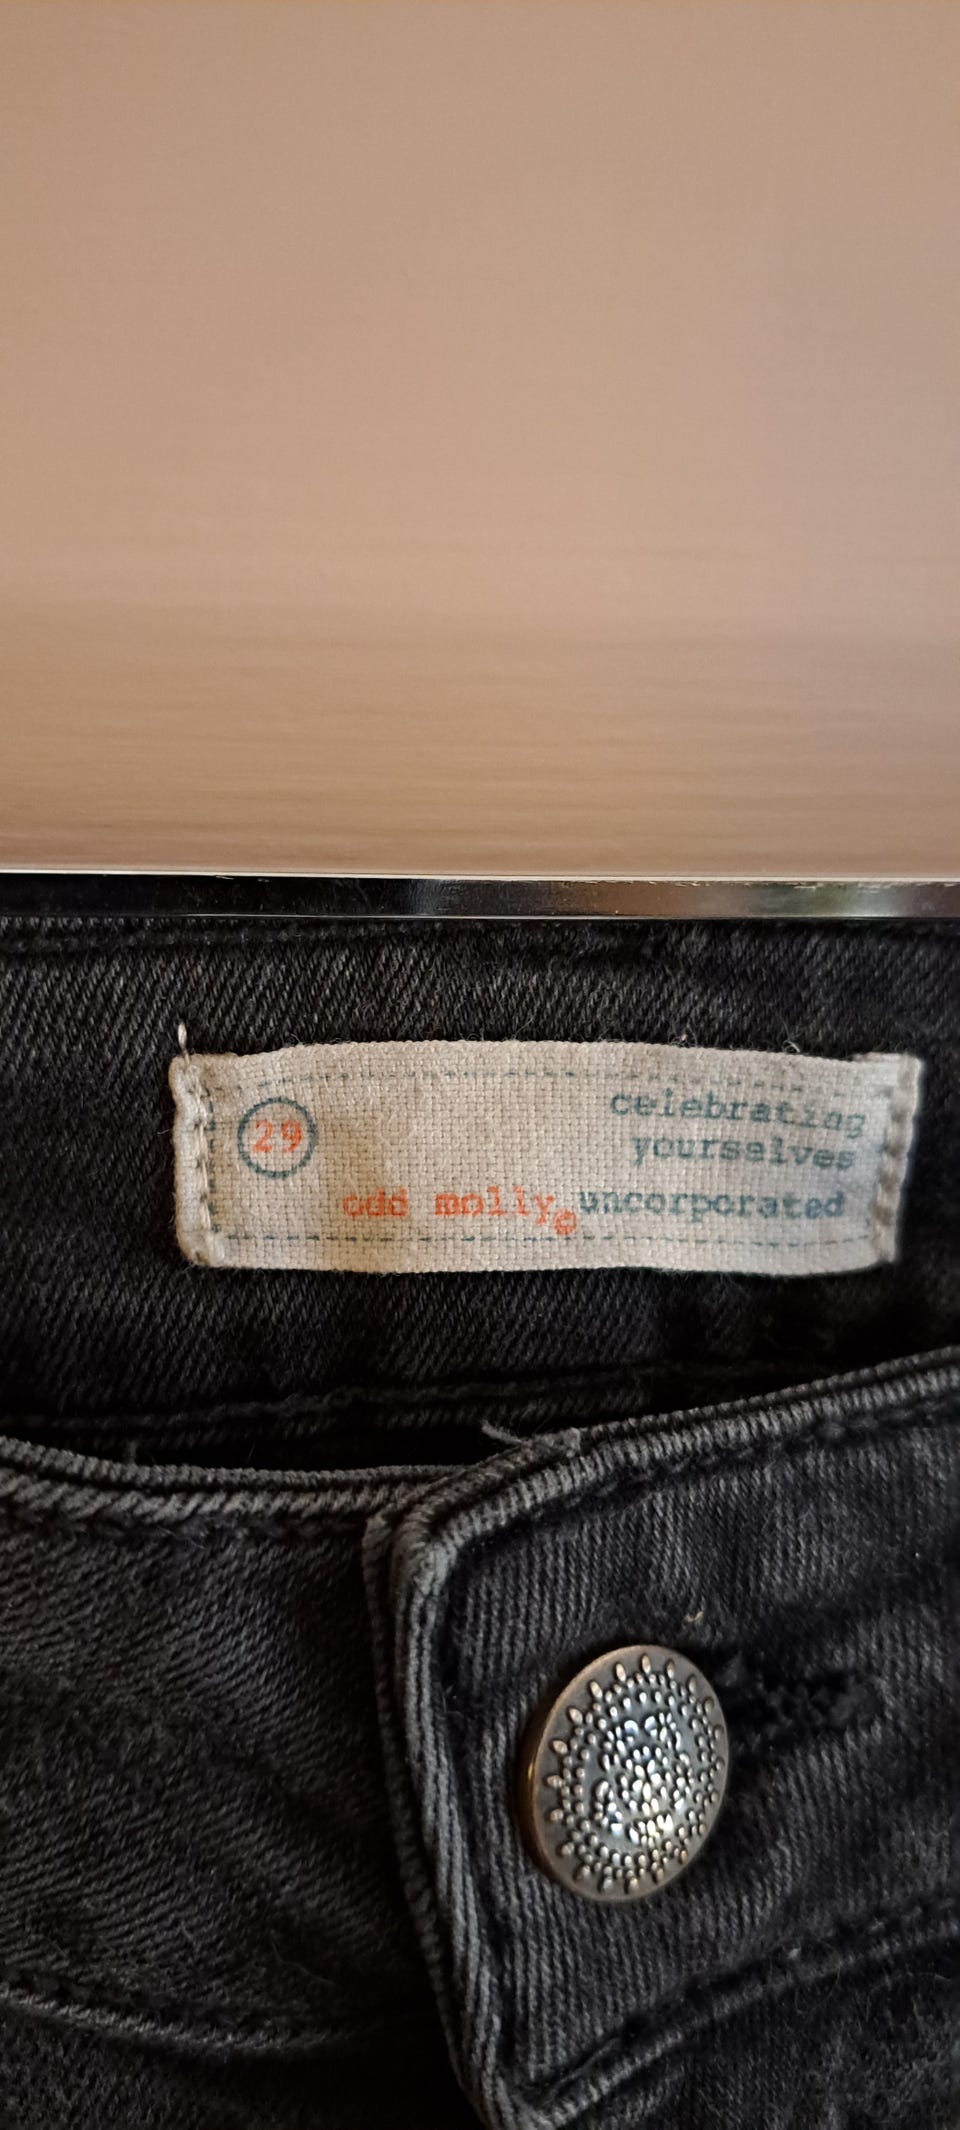 29
celebrating
yourselves
odd molly® uncorporated